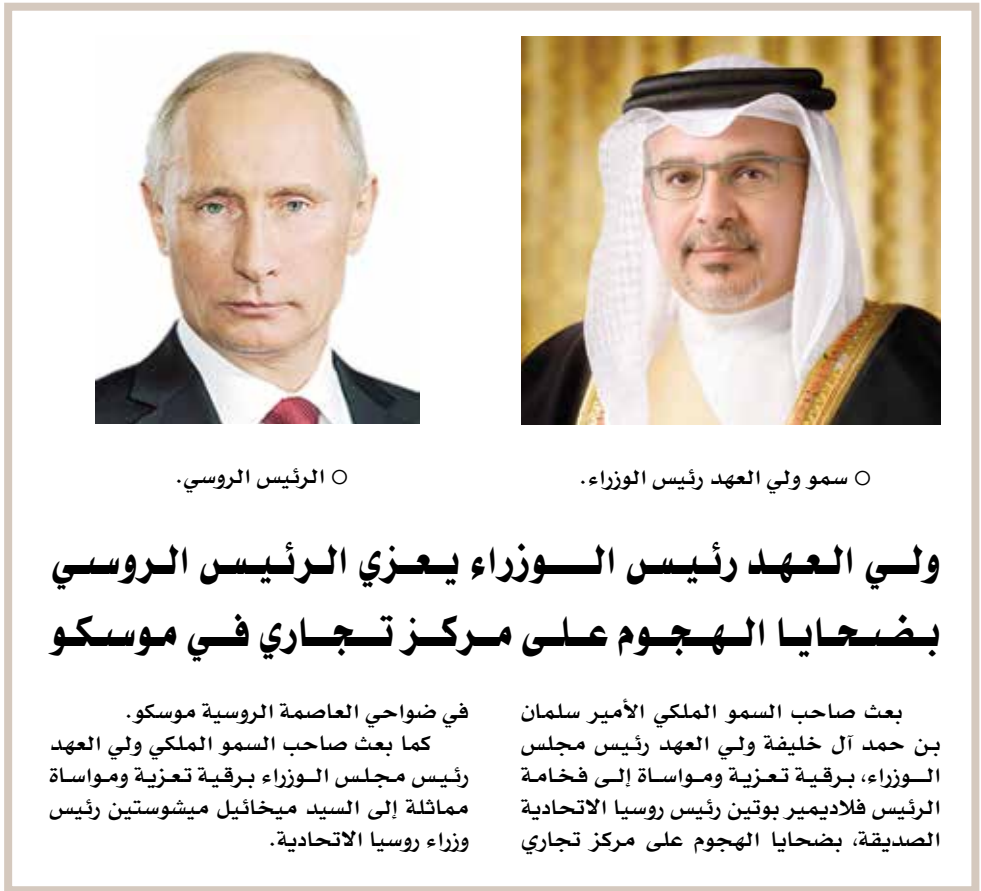 ○ سمو ولي العهد رئيس الوزراء.
○ الرئيس الروسي.
ولي العهد رئيس الوزراء يعزي الرئيس الروسي
بضحايا الهجوم على مركز تجاري في موسكو
بعث صاحب السمو الملكي الأمير سلمان
بن حمد آل خليفة ولي العهد رئيس مجلس
الوزراء، برقية تعزية ومواساة إلى فخامة
الرئيس فلاديمير بوتين رئيس روسيا الاتحادية
الصديقة، بضحايا الهجوم على مركز تجاري
في ضواحي العاصمة الروسية موسكو.
كما بعث صاحب السمو الملكي ولي العهد
رئيس مجلس الوزراء برقية تعزية ومواساة
مماثلة إلى السيد ميخائيل ميشوستين رئيس
وزراء روسيا الاتحادية.